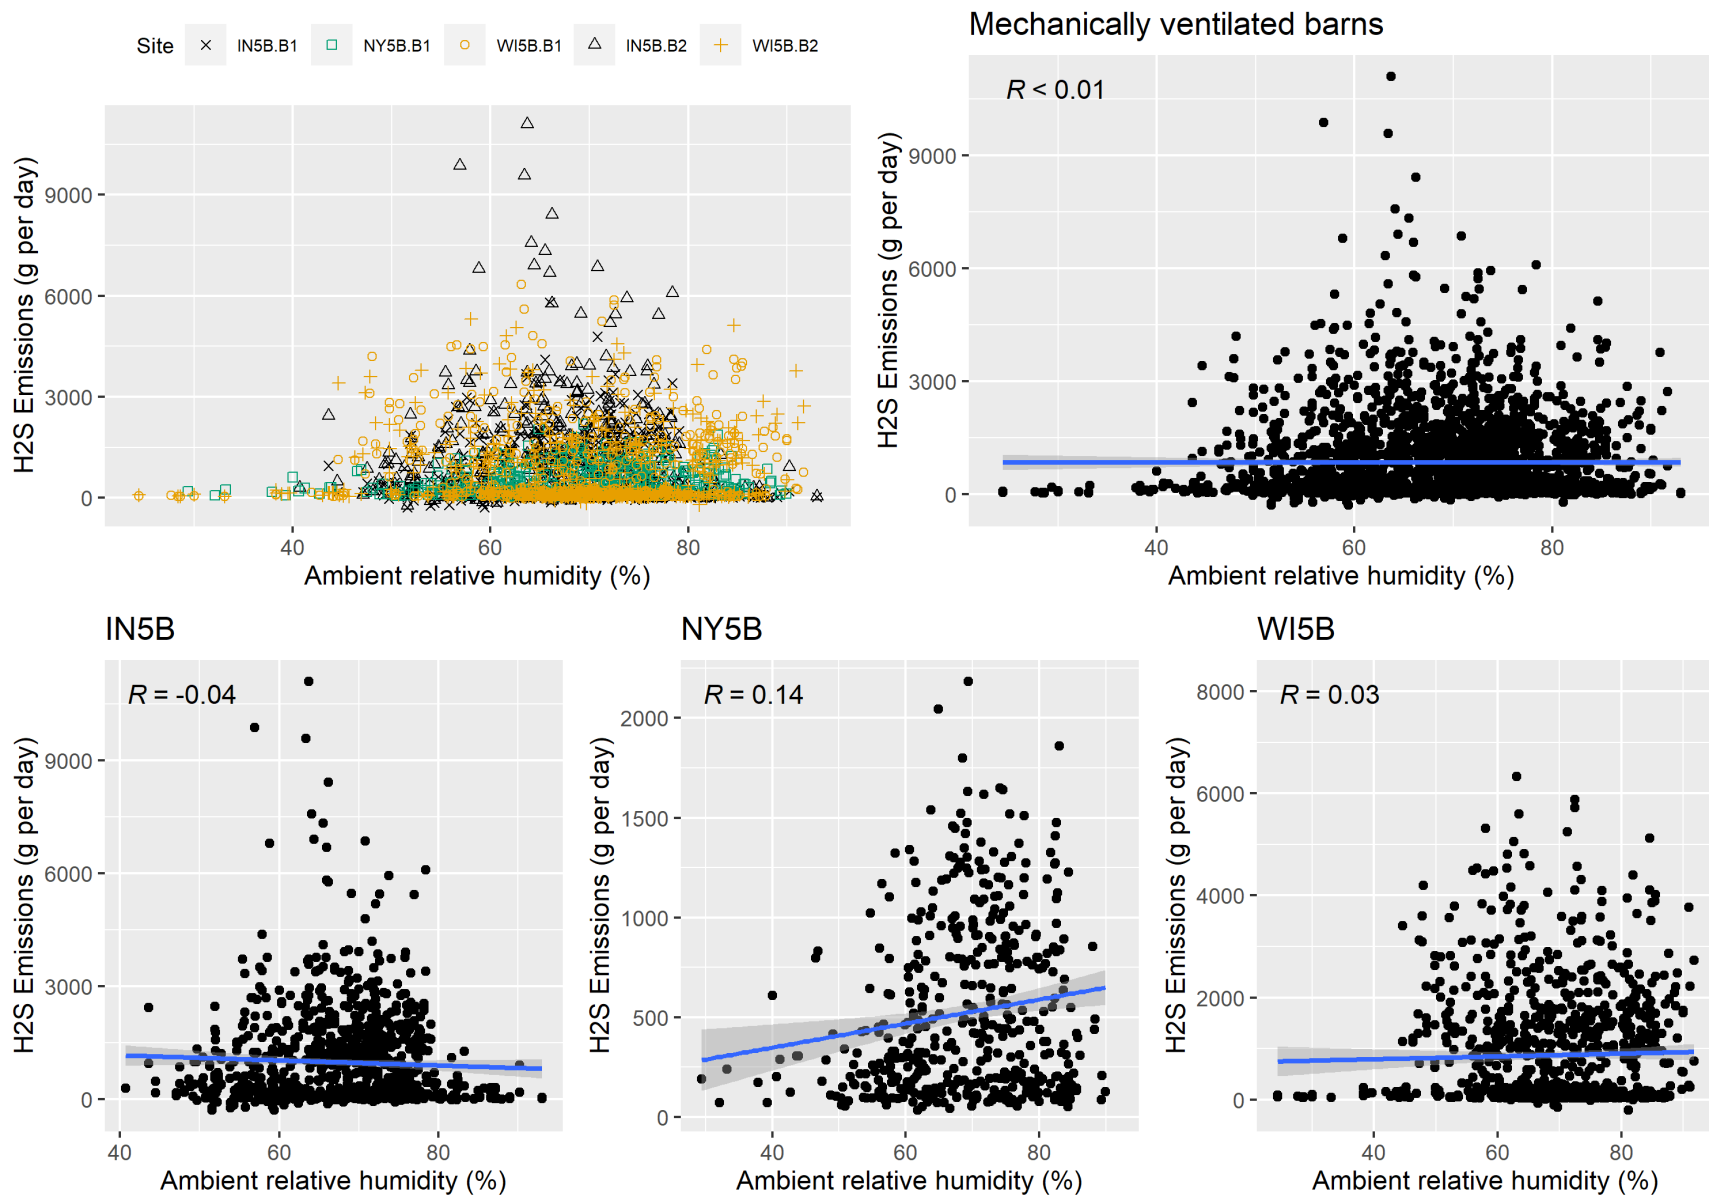 Site IN5B.B1 NY5B.B1 WI5B.B1 IN5B.B2 WI5B.B2
H2S Emissions (g per day)
9000
6000
3000
0
40 60 80
Ambient relative humidity (%)
Mechanically ventilated barns
R < 0.01
H2S Emissions (g per day)
9000
6000
3000
0
40 60 80
Ambient relative humidity (%)
IN5B
R = -0.04
H2S Emissions (g per day)
9000
6000
3000
0
40 60 80
Ambient relative humidity (%)
NY5B
R = 0.14
H2S Emissions (g per day)
2000
1500
1000
500
0
40 60 80
Ambient relative humidity (%)
WI5B
R = 0.03
H2S Emissions (g per day)
8000
6000
4000
2000
0
40 60 80
Ambient relative humidity (%)